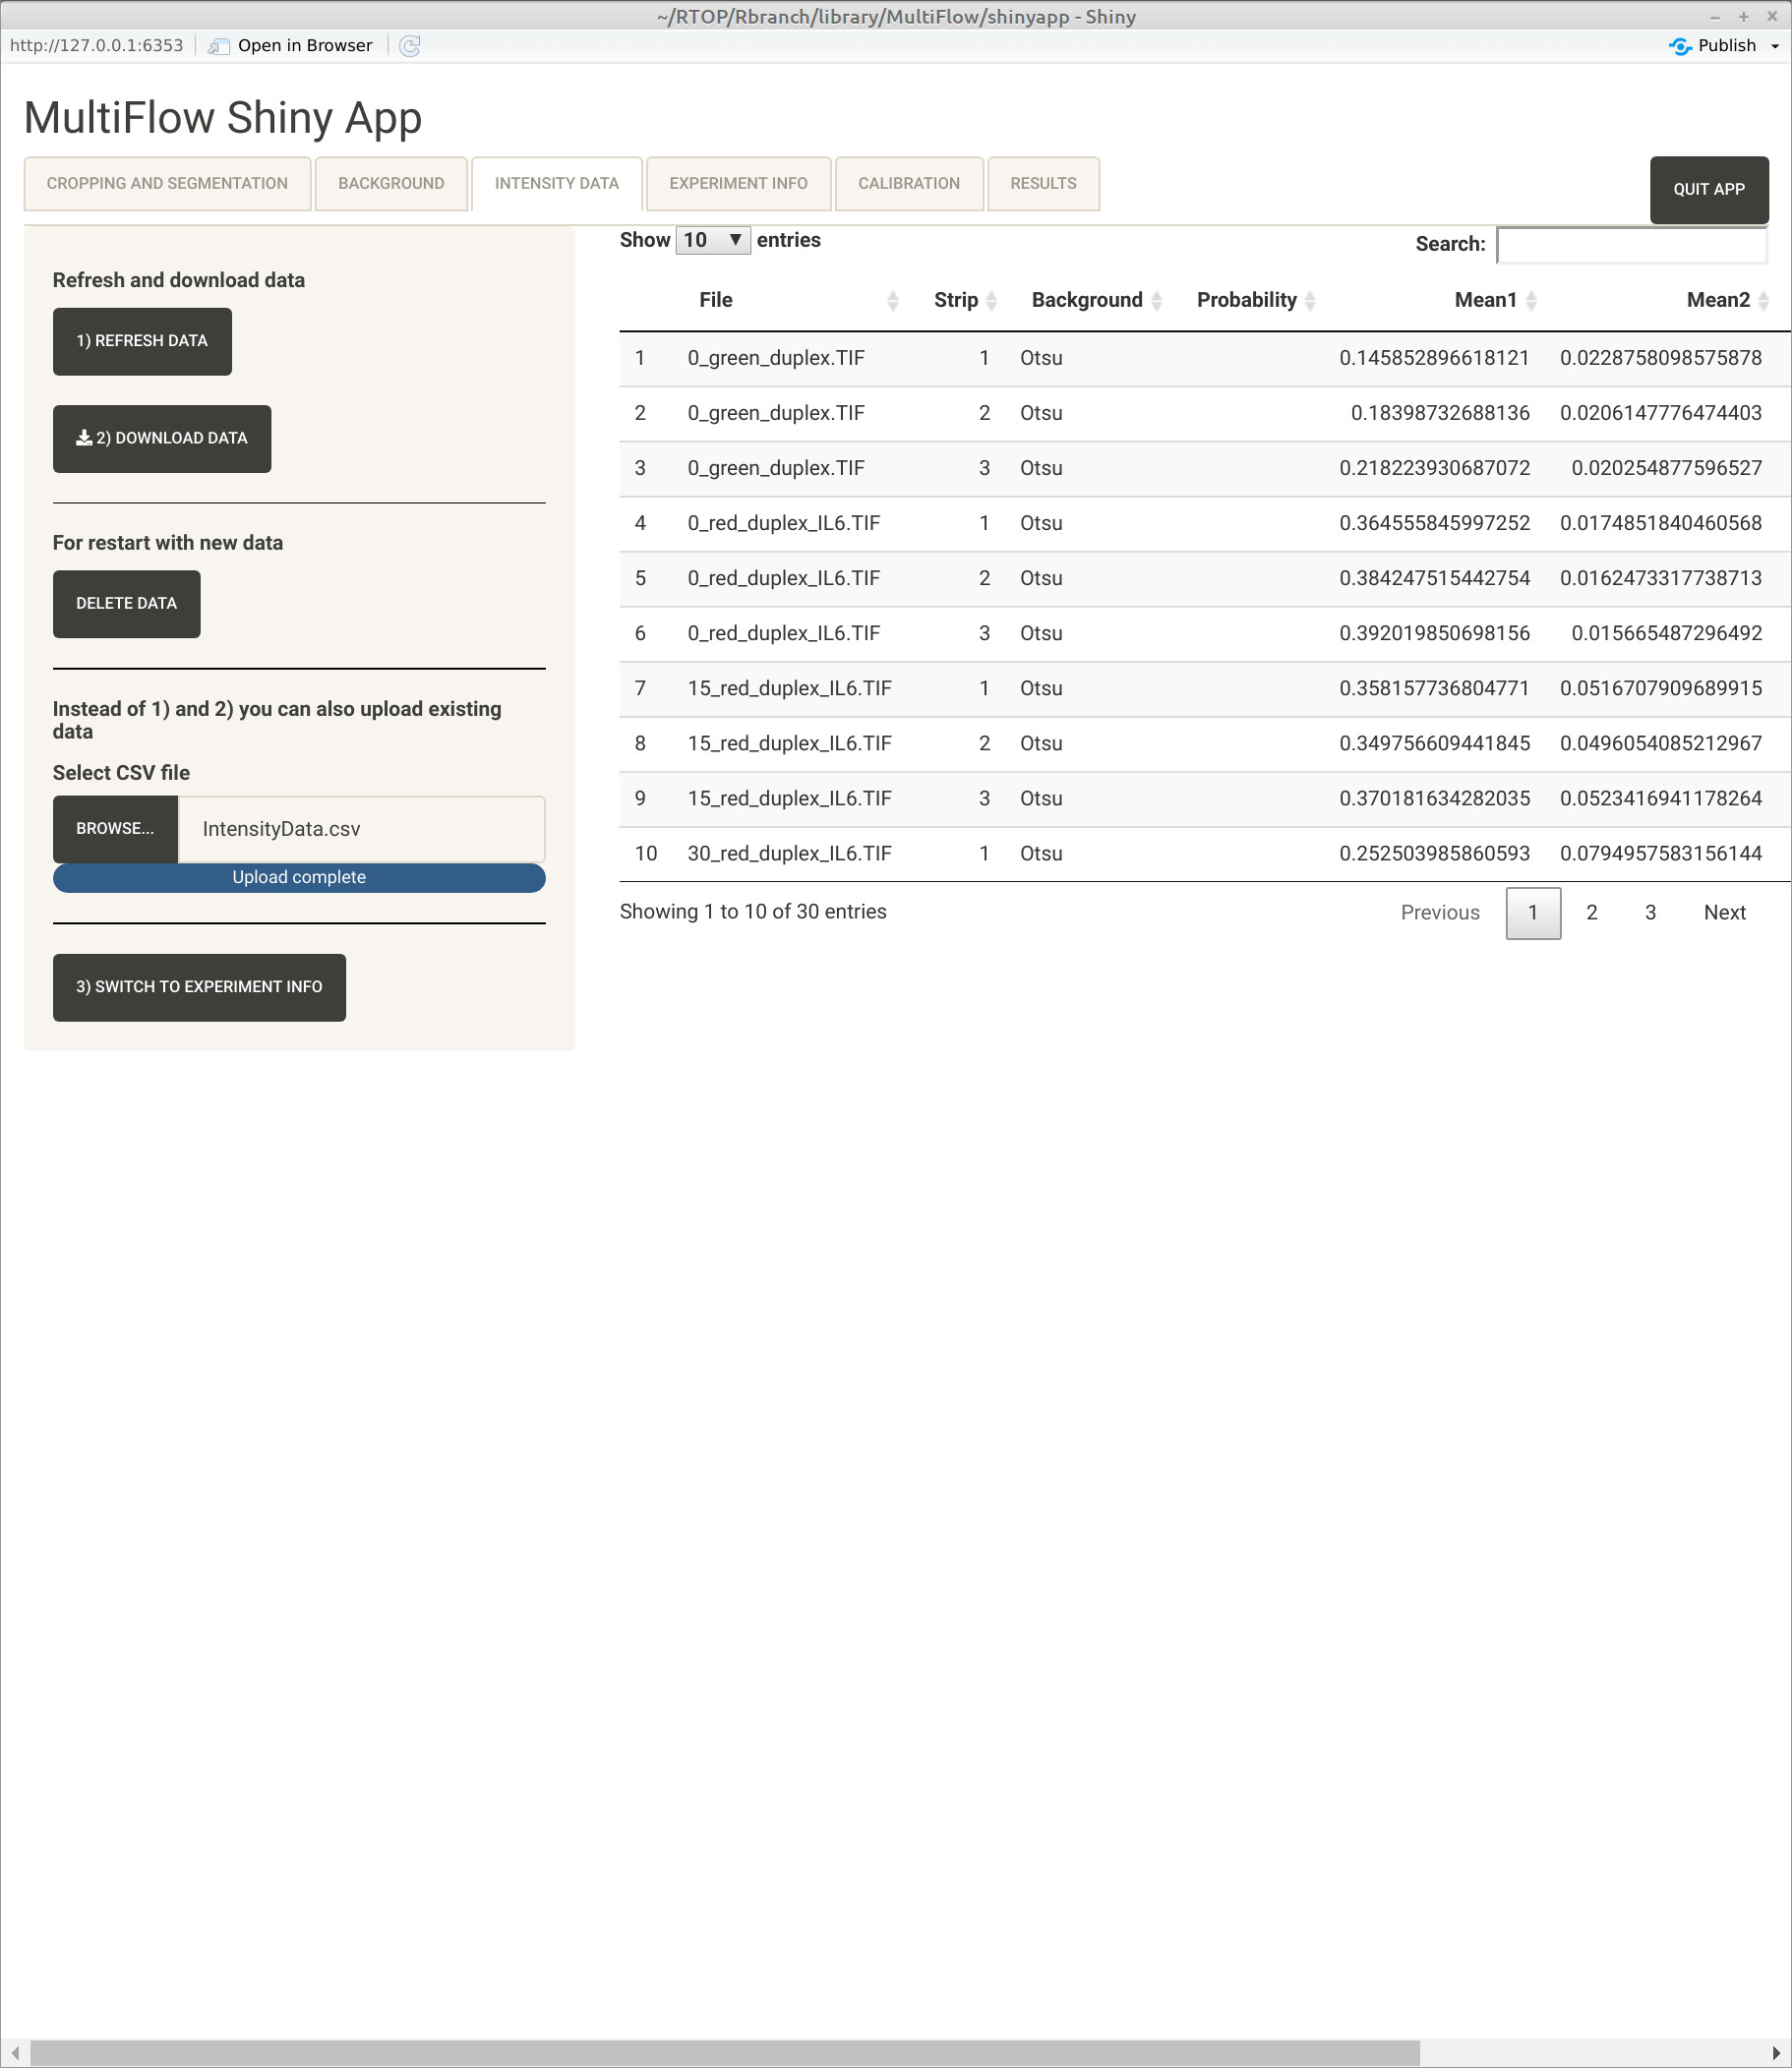 ~/RTOP/Rbranch/library/MultiFlow/shinyapp - Shiny
http://127.0.0.1:6353 Open in Browser Publish
MultiFlow Shiny App
CROPPING AND SEGMENTATION BACKGROUND INTENSITY DATA EXPERIMENT INFO CALIBRATION RESULTS QUIT APP
Refresh and download data
1) REFRESH DATA
2) DOWNLOAD DATA
For restart with new data
DELETE DATA
Instead of 1) and 2) you can also upload existing
data
Select CSV file
BROWSE... IntensityData.csv
Upload complete
3) SWITCH TO EXPERIMENT INFO
Show 10 entries Search:
File Strip Background Probability Mean1 Mean2
1 0_green_duplex.TIF 1 Otsu 0.145852896618121 0.0228758098575878
2 0_green_duplex.TIF 2 Otsu 0.18398732688136 0.0206147776474403
3 0_green_duplex.TIF 3 Otsu 0.218223930687072 0.020254877596527
4 0_red_duplex_IL6.TIF 1 Otsu 0.364555845997252 0.0174851840460568
5 0_red_duplex_IL6.TIF 2 Otsu 0.384247515442754 0.0162473317738713
6 0_red_duplex_IL6.TIF 3 Otsu 0.392019850698156 0.015665487296492
7 15_red_duplex_IL6.TIF 1 Otsu 0.358157736804771 0.0516707909689915
8 15_red_duplex_IL6.TIF 2 Otsu 0.349756609441845 0.0496054085212967
9 15_red_duplex_IL6.TIF 3 Otsu 0.370181634282035 0.0523416941178264
10 30_red_duplex_IL6.TIF 1 Otsu 0.252503985860593 0.0794957583156144
Showing 1 to 10 of 30 entries Previous 1 2 3 Next